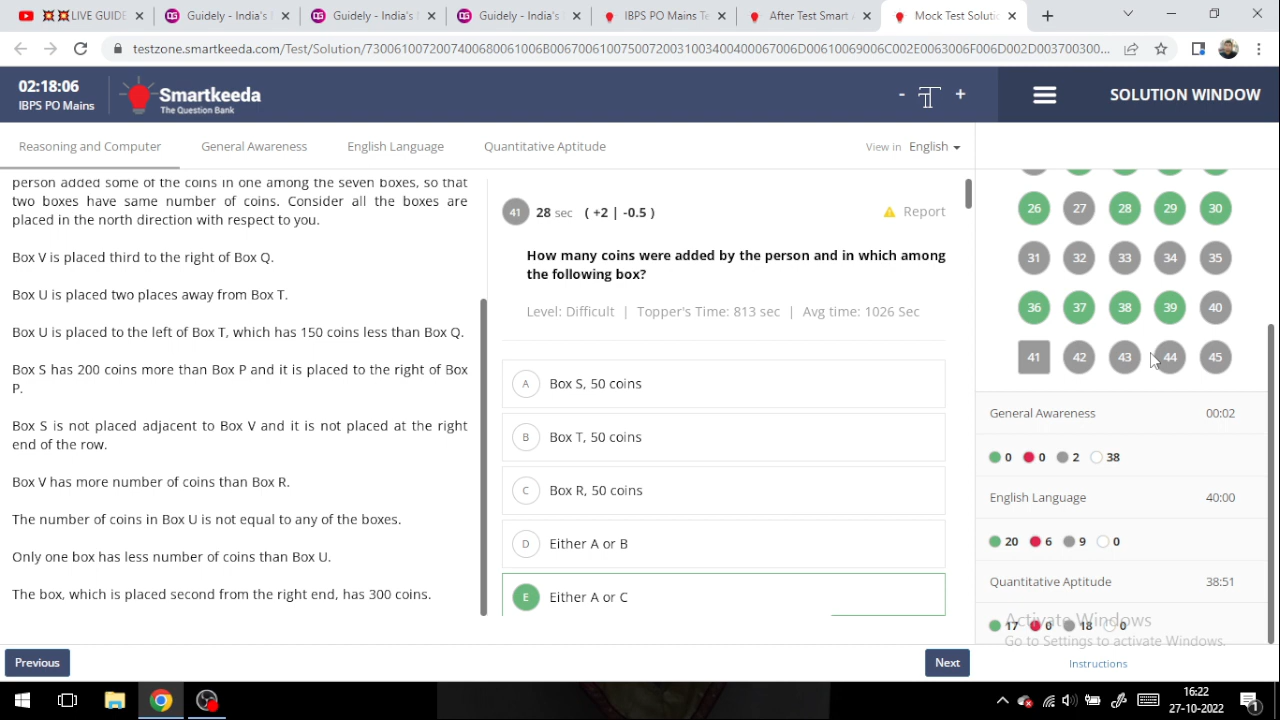 LIVE GUIDE
Guidely - India's
Guidely - India's
Guidely - India's
IBPS PO Mains Te
After Test Smart A
Mock Test Solutio
testzone.smartkeeda.com/Test/Solution/7300610072007400680061006B00670061007500720031003400400067006D00610069006C002E0063006F006D002D003700300...
02:18:06
IBPS PO Mains
Smartkeeda
The Question Bank
- T +
SOLUTION WINDOW
Reasoning and Computer
General Awareness
English Language
Quantitative Aptitude
View in English
person added some of the coins in one among the seven boxes, so that
two boxes have same number of coins. Consider all the boxes are
placed in the north direction with respect to you.
Box V is placed third to the right of Box Q.
Box U is placed two places away from Box T.
Box U is placed to the left of Box T, which has 150 coins less than Box Q.
Box S has 200 coins more than Box P and it is placed to the right of Box
P.
Box S is not placed adjacent to Box V and it is not placed at the right
end of the row.
Box V has more number of coins than Box R.
The number of coins in Box U is not equal to any of the boxes.
Only one box has less number of coins than Box U.
The box, which is placed second from the right end, has 300 coins.
41 28 sec ( +2 | -0.5 )
Report
How many coins were added by the person and in which among
the following box?
Level: Difficult | Topper's Time: 813 sec | Avg time: 1026 Sec
A Box S, 50 coins
B Box T, 50 coins
C Box R, 50 coins
D Either A or B
E Either A or C
26 27 28 29 30
31 32 33 34 35
36 37 38 39 40
41 42 43 44 45
General Awareness 00:02
0 0 2 38
English Language 40:00
20 6 9 0
Quantitative Aptitude 38:51
17 0 18 0
Activate Windows
Go to Settings to activate Windows.
Previous
Next
Instructions
16:22
27-10-2022
1